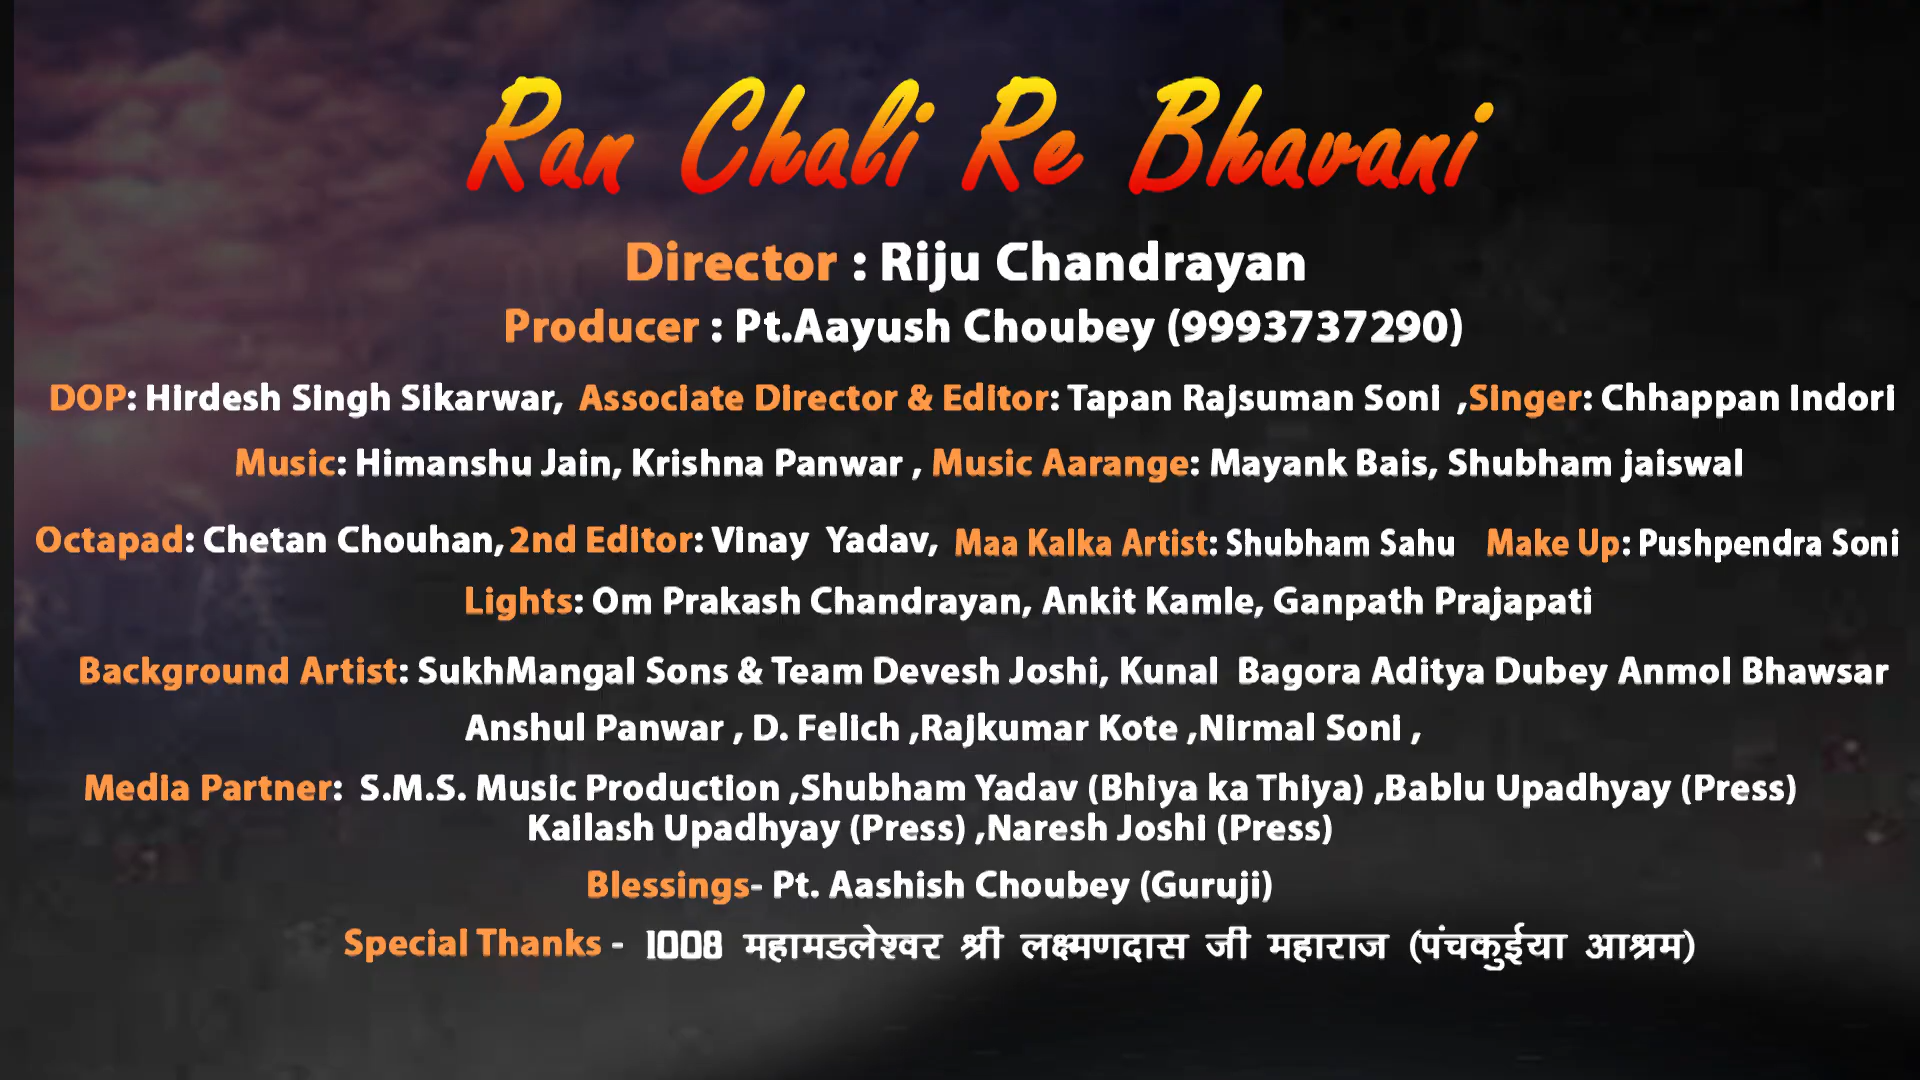 Ran Chali Re Bhavani
Director : Riju Chandrayan
Producer : Pt.Aayush Choubey (9993737290)
DOP: Hirdesh Singh Sikarwar, Associate Director & Editor: Tapan Rajsuman Soni ,Singer: Chhappan Indori
Music: Himanshu Jain, Krishna Panwar , Music Aarange: Mayank Bais, Shubham jaiswal
Octapad: Chetan Chouhan, 2nd Editor: Vinay Yadav, Maa Kalka Artist: Shubham Sahu Make Up: Pushpendra Soni
Lights: Om Prakash Chandrayan, Ankit Kamle, Ganpath Prajapati
Background Artist: SukhMangal Sons & Team Devesh Joshi, Kunal Bagora Aditya Dubey Anmol Bhawsar
Anshul Panwar , D. Felich ,Rajkumar Kote ,Nirmal Soni ,
Media Partner: S.M.S. Music Production ,Shubham Yadav (Bhiya ka Thiya) ,Bablu Upadhyay (Press)
Kailash Upadhyay (Press) ,Naresh Joshi (Press)
Blessings- Pt. Aashish Choubey (Guruji)
Special Thanks - 1008 महामडलेश्वर श्री लक्ष्मणदास जी महाराज (पंचकुईया आश्रम)